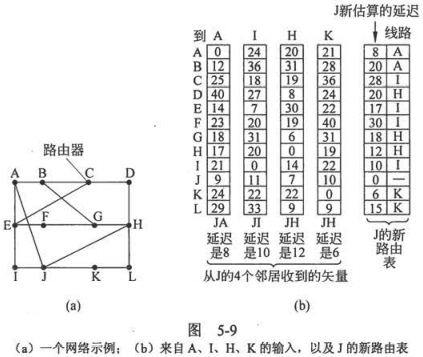 J新估算的延迟
到 A I H K 线路
A 0 24 20 21 8 A
B 12 36 31 28 20 A
C 25 18 19 36 28 I
D 40 27 8 24 20 H
E 14 7 30 22 17 I
F 23 20 19 40 30 I
G 18 31 6 31 18 H
H 17 20 0 19 12 H
I 21 0 14 22 10 I
J 9 11 7 10 0 —
K 24 22 22 0 6 K
L 29 33 9 9 15 K
JA JI JH JH
延迟 延迟 延迟 延迟
是8 是10 是12 是6
J的新
路由
表
从J的4个邻居收到的矢量
路由器
A B C D
E F G H
I J K L
(a) (b)
图 5-9
(a)一个网络示例；(b)来自 A、I、H、K 的输入，以及 J 的新路由表